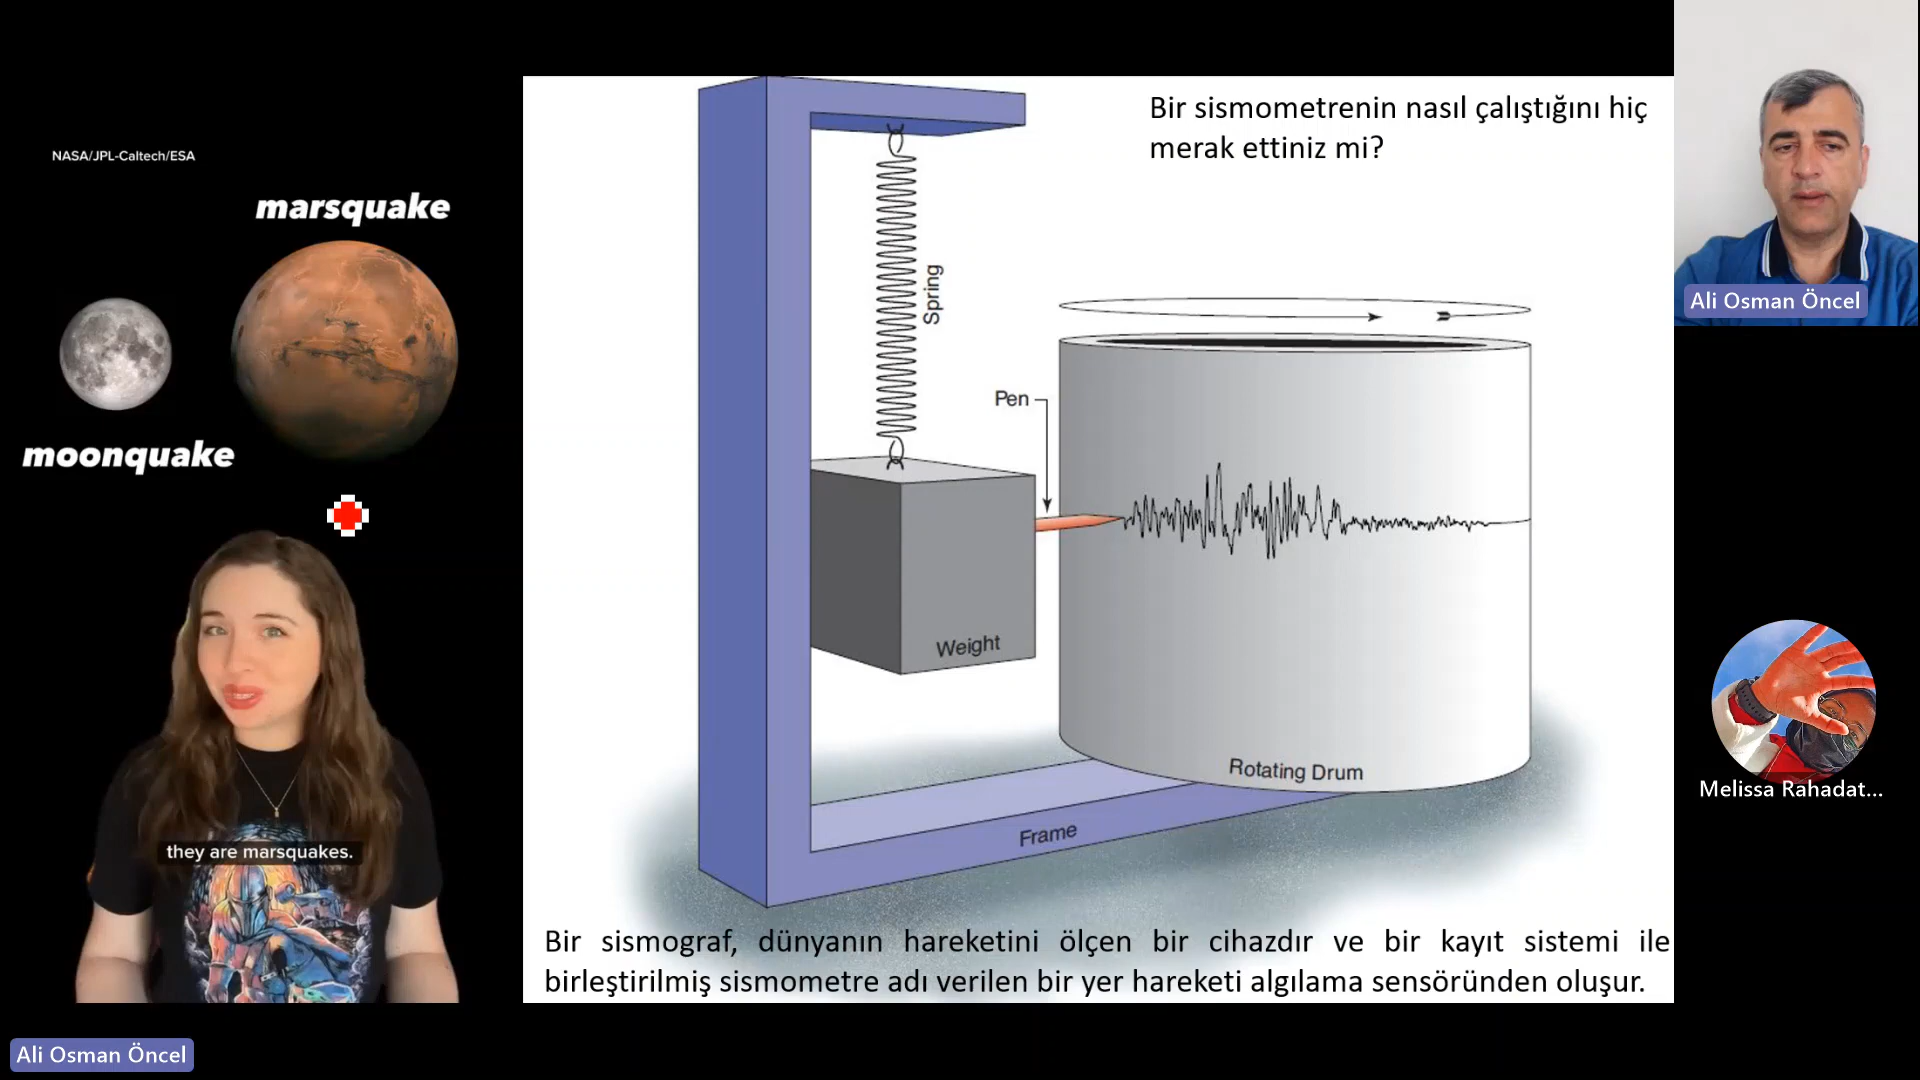 NASA/JPL-Caltech/ESA
marsquake
moonquake
they are marsquakes.
Ali Osman Öncel
Bir sismometrenin nasıl çalıştığını hiç
merak ettiniz mi?
Spring
Pen
Weight
Rotating Drum
Frame
Bir sismograf, dünyanın hareketini ölçen bir cihazdır ve bir kayıt sistemi ile
birleştirilmiş sismometre adı verilen bir yer hareketi algılama sensöründen oluşur.
Ali Osman Öncel
Melissa Rahadat...